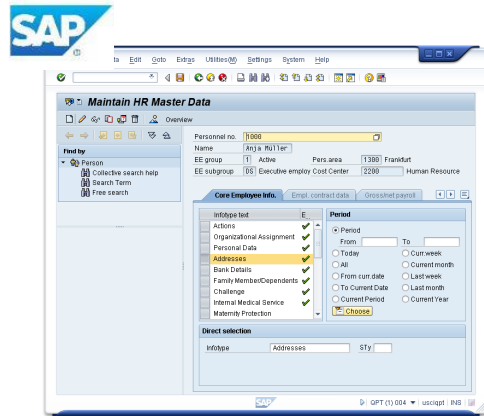 SAP
ta Edit Goto Extras Utilities(M) Settings System Help
Maintain HR Master Data
Overview
Find by
Person
Collective search help
Search Term
Free search
Personnel no. 1000
Name Anja Müller
EE group 1 Active Pers.area 1300 Frankfurt
EE subgroup DS Executive employ Cost Center 2200 Human Resource
Core Employee Info. Empl. contract data Gross/net payroll
Infotype text E...
Actions
Organizational Assignment
Personal Data
Addresses
Bank Details
Family Member/Dependents
Challenge
Internal Medical Service
Maternity Protection
Period
Period
From To
Today Curr.week
All Current month
From curr.date Last week
To Current Date Last month
Current Period Current Year
Choose
Direct selection
Infotype Addresses STy
SAP
QPT (1) 004 usciqpt INS